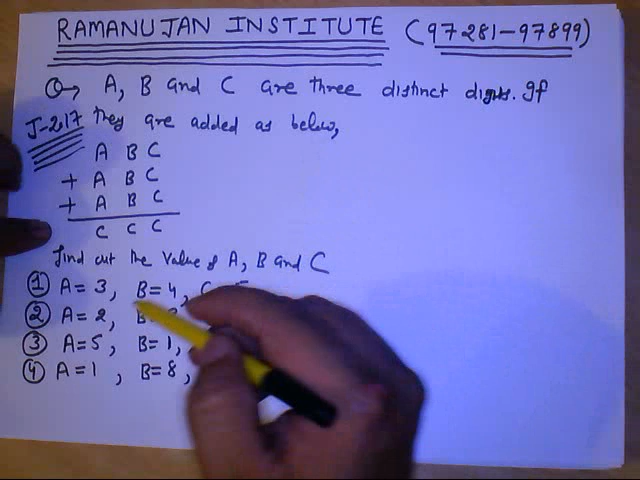 RAMANUJAN INSTITUTE (97281-97899)
Q→ A, B and C are three distinct digits. If
J-217 they are added as below,
A B C
+ A B C
+ A B C
C C C
find out the value of A, B and C
① A=3, B=4,
② A=2,
③ A=5, B=1,
④ A=1, B=8,